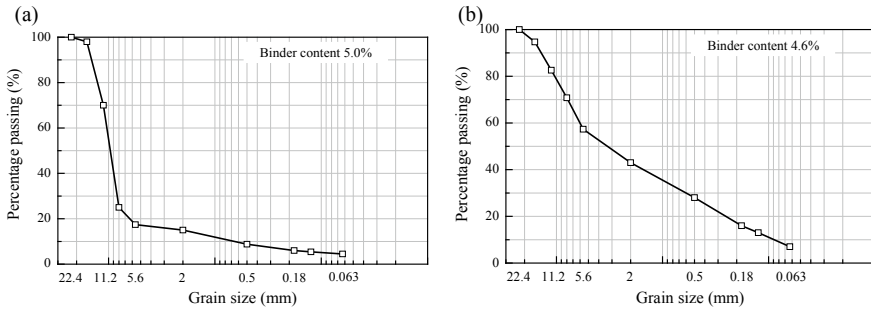 (a)
Binder content 5.0%
Percentage passing (%)
100
80
60
40
20
0
22.4 11.2 5.6 2 0.5 0.18 0.063
Grain size (mm)
(b)
Binder content 4.6%
Percentage passing (%)
100
80
60
40
20
0
22.4 11.2 5.6 2 0.5 0.18 0.063
Grain size (mm)